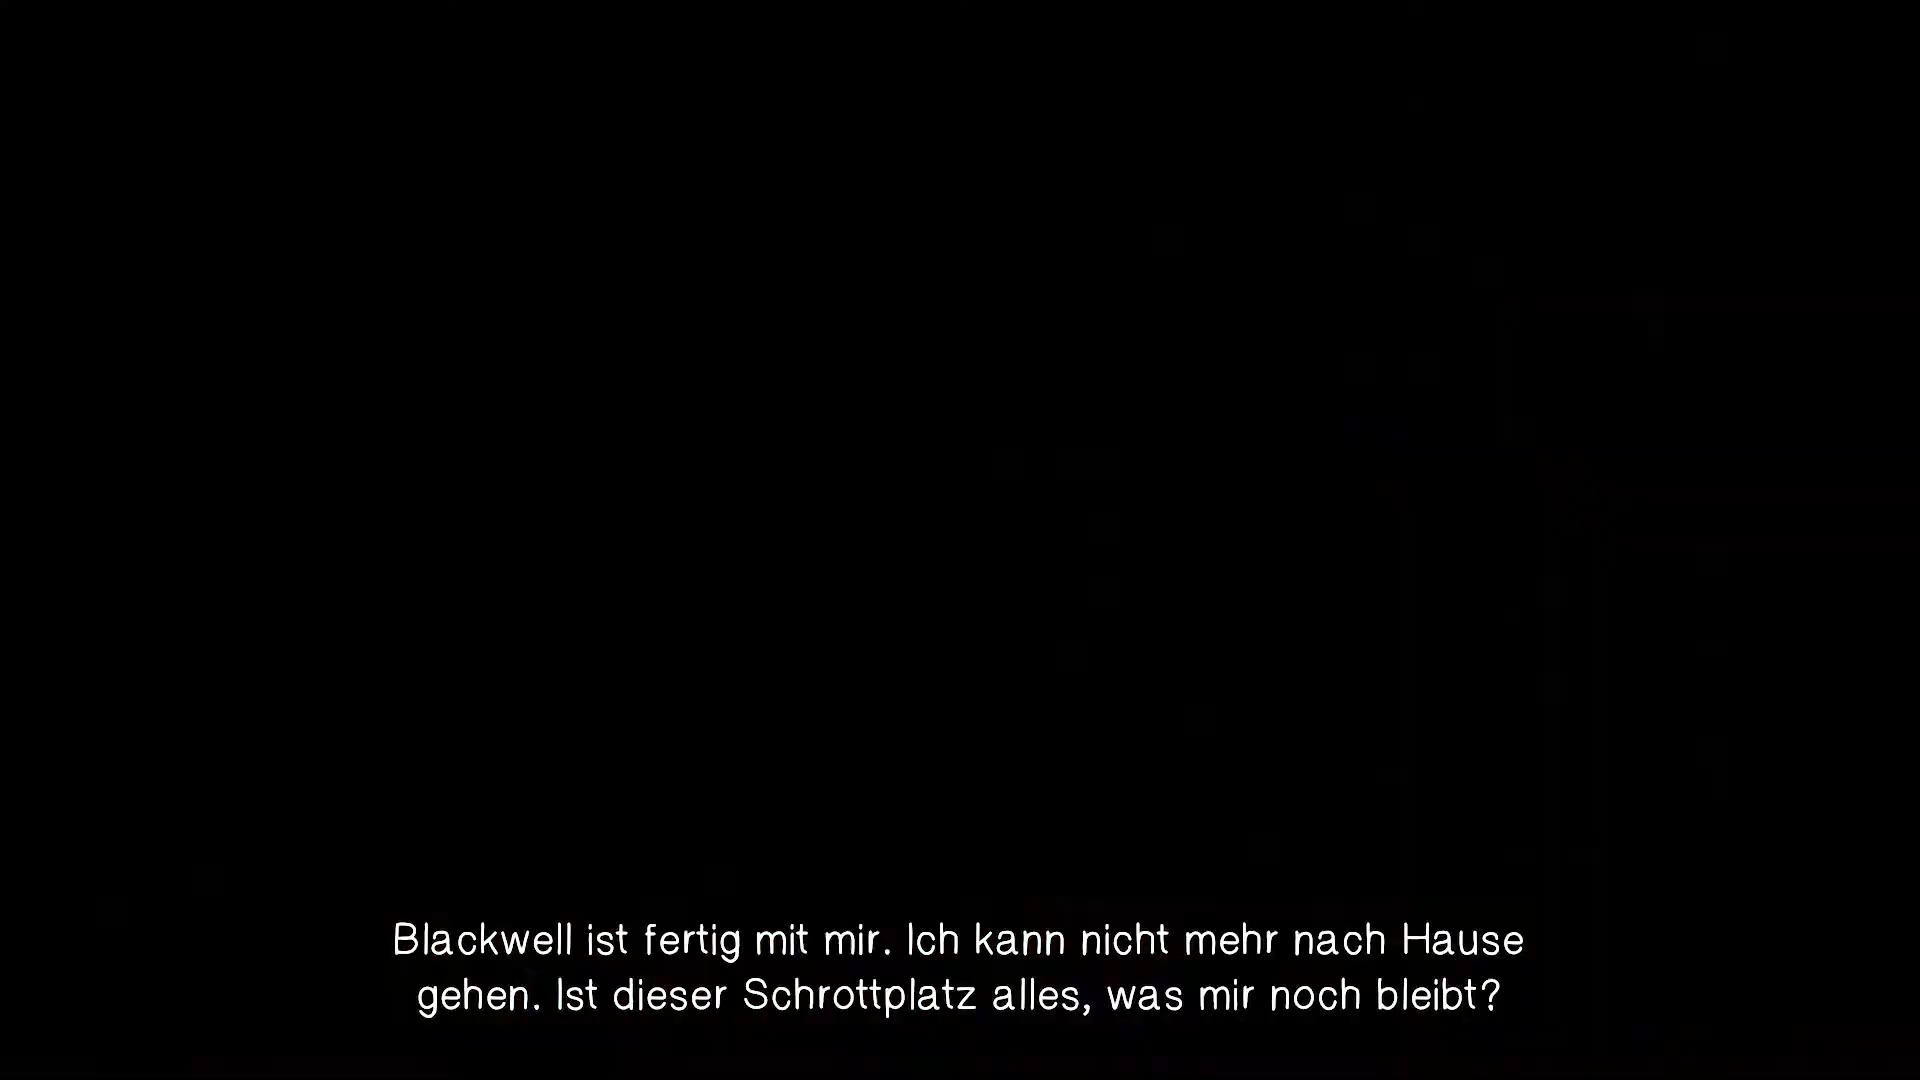 Blackwell ist fertig mit mir. Ich kann nicht mehr nach Hause
gehen. Ist dieser Schrottplatz alles, was mir noch bleibt?